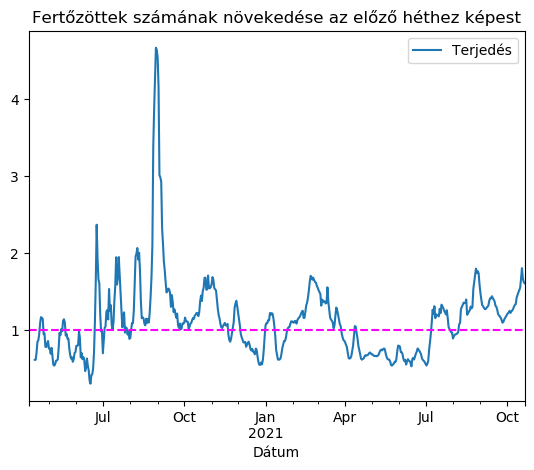 Fertőzöttek számának növekedése az előző héthez képest
Terjedés
4
3
2
1
Jul
Oct
Jan
2021
Apr
Jul
Oct
Dátum